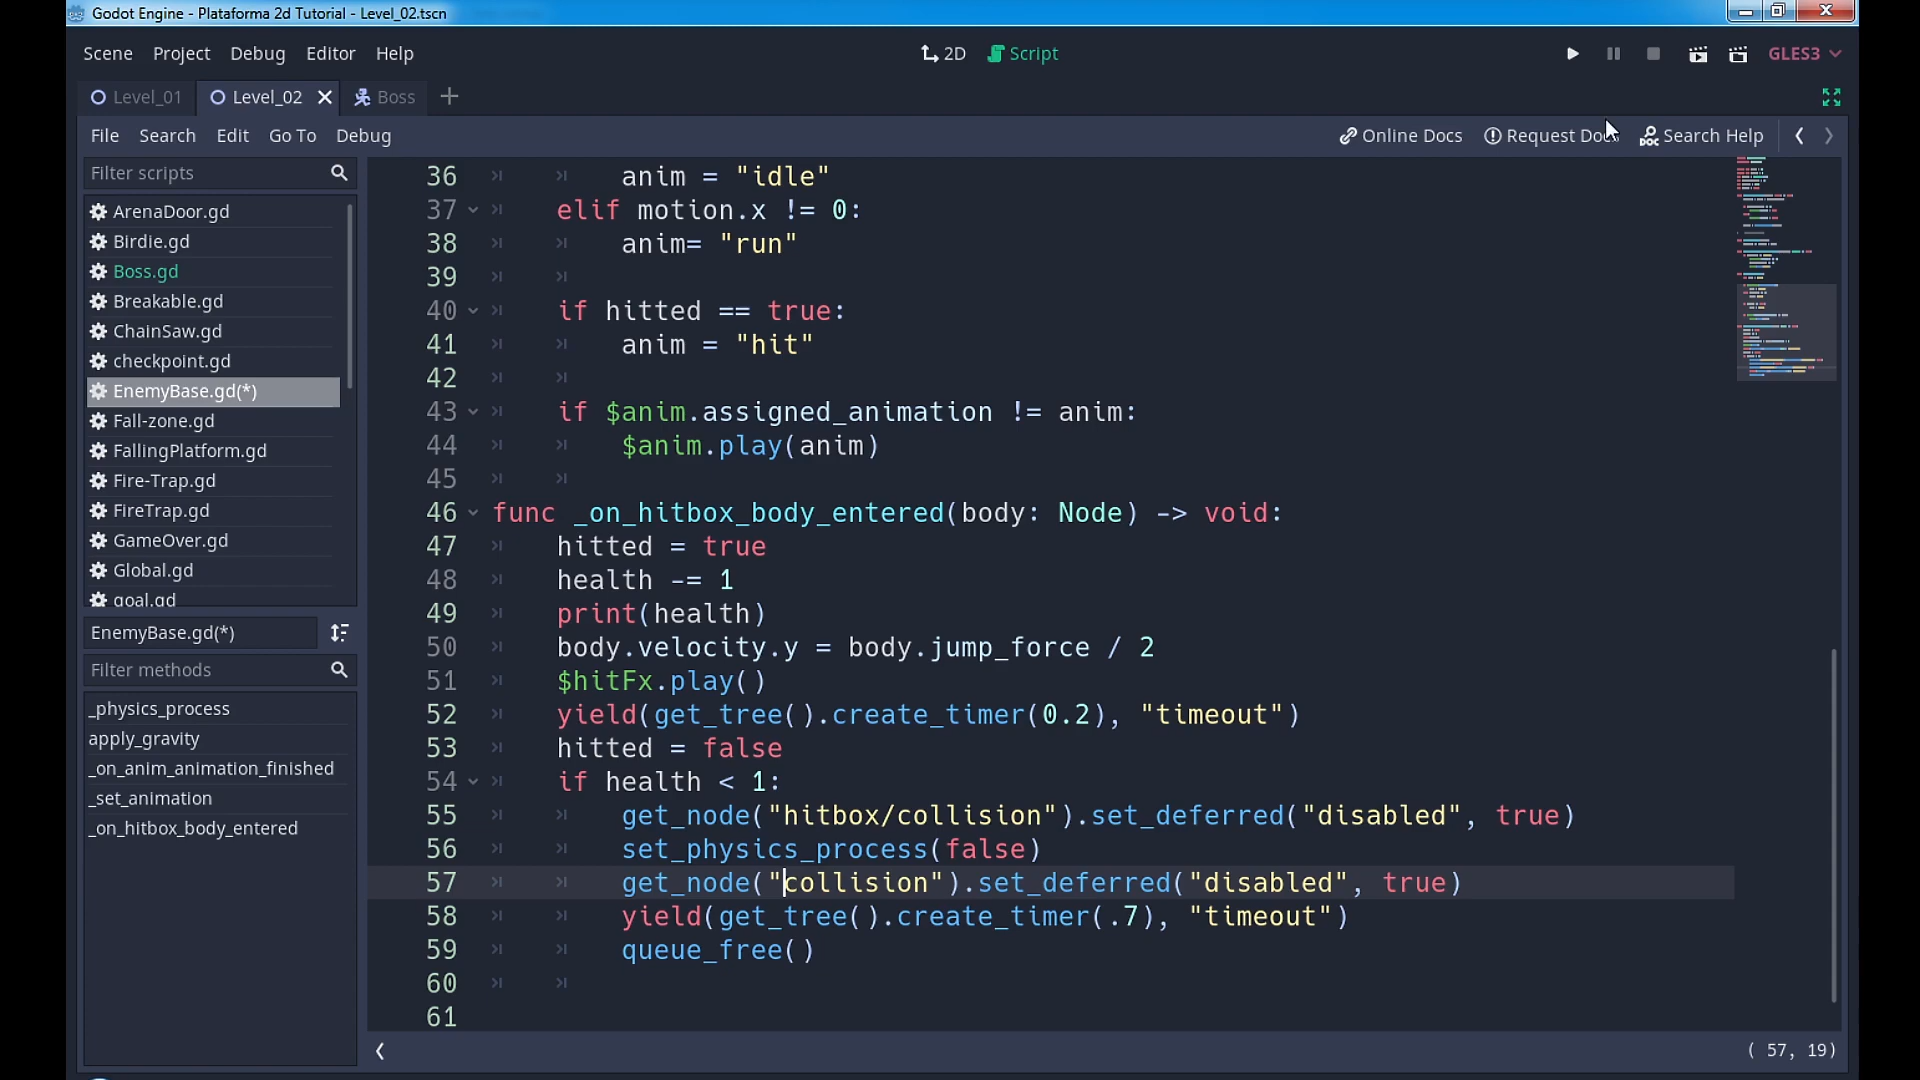 Godot Engine - Plataforma 2d Tutorial - Level_02.tscn
Scene Project Debug Editor Help
2D Script
GLES3
Level_01 Level_02 Boss
File Search Edit Go To Debug
Online Docs Request Docs Search Help
Filter scripts
ArenaDoor.gd
Birdie.gd
Boss.gd
Breakable.gd
ChainSaw.gd
checkpoint.gd
EnemyBase.gd(*)
Fall-zone.gd
FallingPlatform.gd
Fire-Trap.gd
FireTrap.gd
GameOver.gd
Global.gd
goal.gd
EnemyBase.gd(*)
Filter methods
_physics_process
apply_gravity
_on_anim_animation_finished
_set_animation
_on_hitbox_body_entered
36 anim = "idle"
37 elif motion.x != 0:
38 anim= "run"
39
40 if hitted == true:
41 anim = "hit"
42
43 if $anim.assigned_animation != anim:
44 $anim.play(anim)
45
46 func _on_hitbox_body_entered(body: Node) -> void:
47 hitted = true
48 health -= 1
49 print(health)
50 body.velocity.y = body.jump_force / 2
51 $hitFx.play()
52 yield(get_tree().create_timer(0.2), "timeout")
53 hitted = false
54 if health < 1:
55 get_node("hitbox/collision").set_deferred("disabled", true)
56 set_physics_process(false)
57 get_node("collision").set_deferred("disabled", true)
58 yield(get_tree().create_timer(.7), "timeout")
59 queue_free()
60
61
( 57, 19)